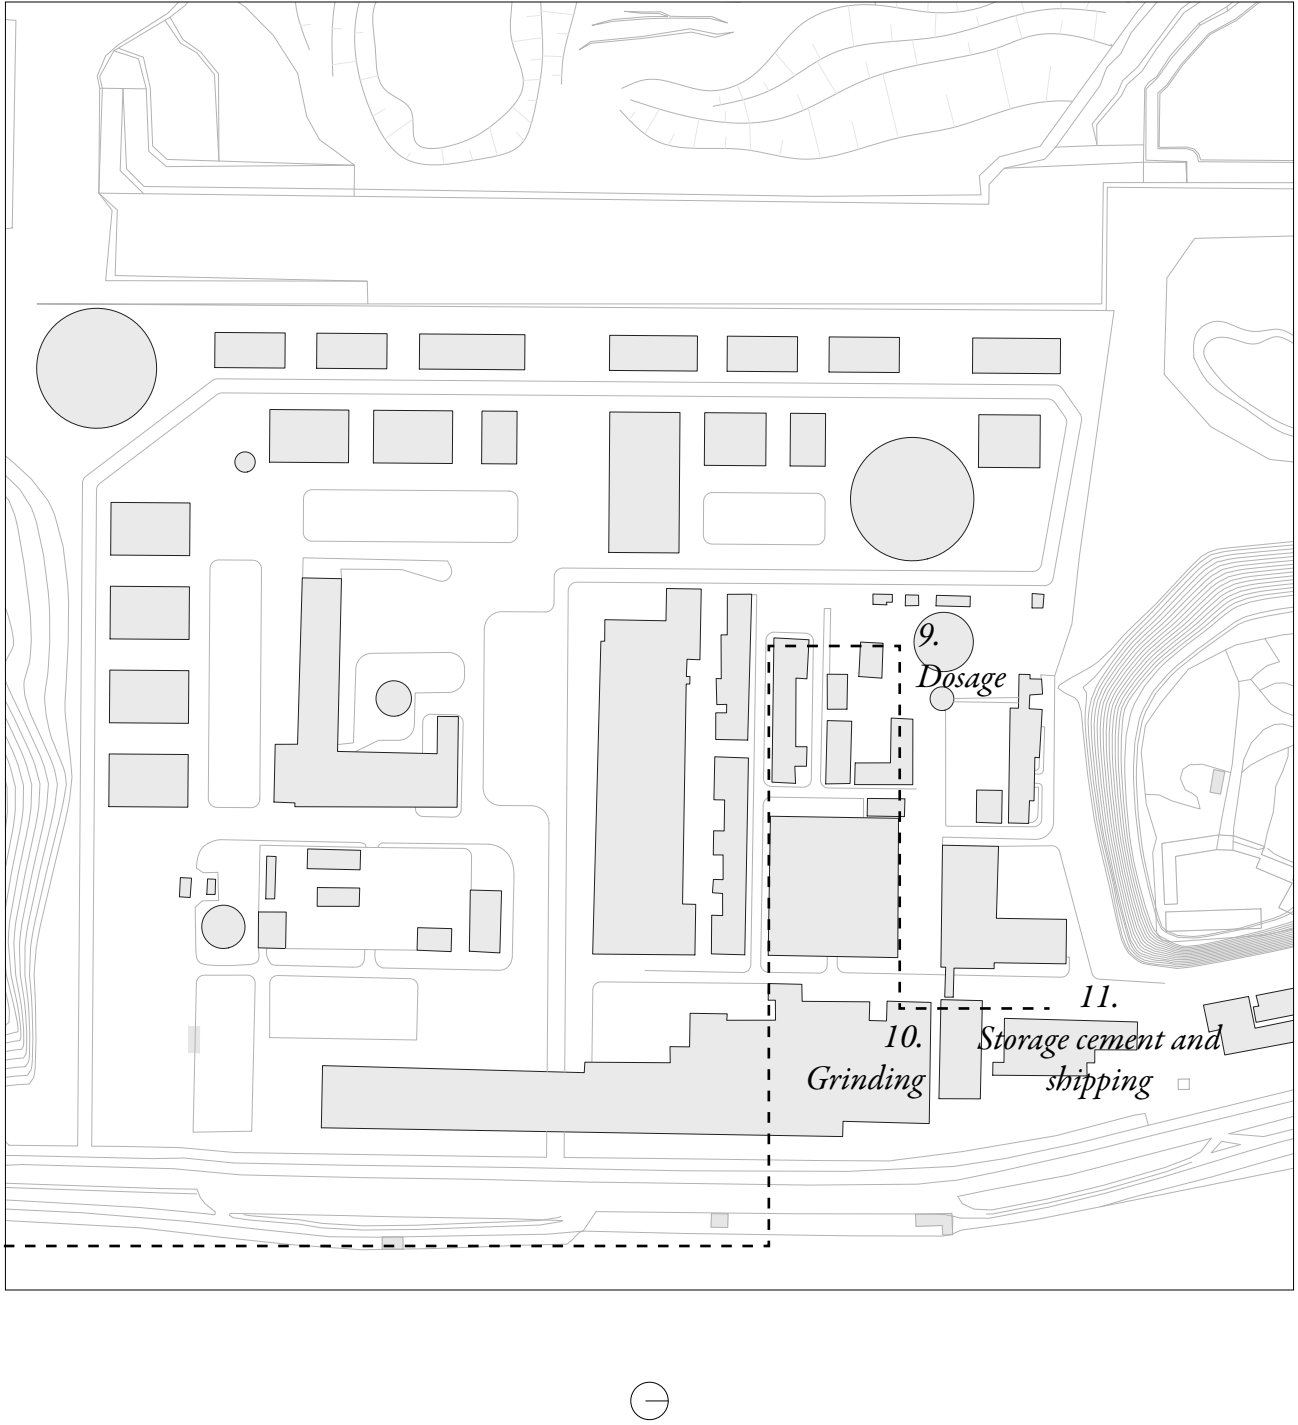 9.
Dosage
11.
10.
Storage cement and
Grinding
shipping